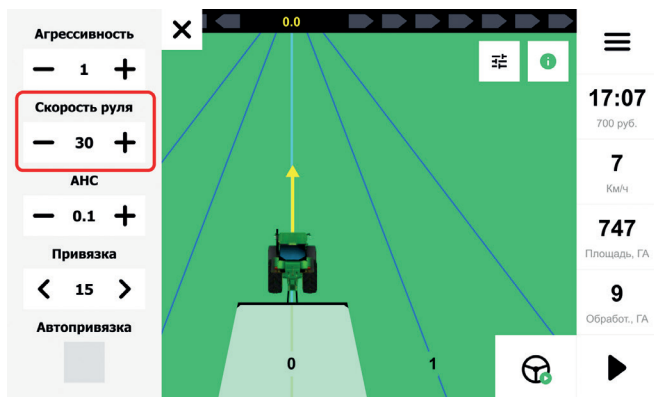 Агрессивность
1
Скорость руля
30
АНС
0.1
Привязка
15
Автопривязка
0.0
0
1
17:07
700 руб.
7
Км/ч
747
Площадь, ГА
9
Обработ., ГА